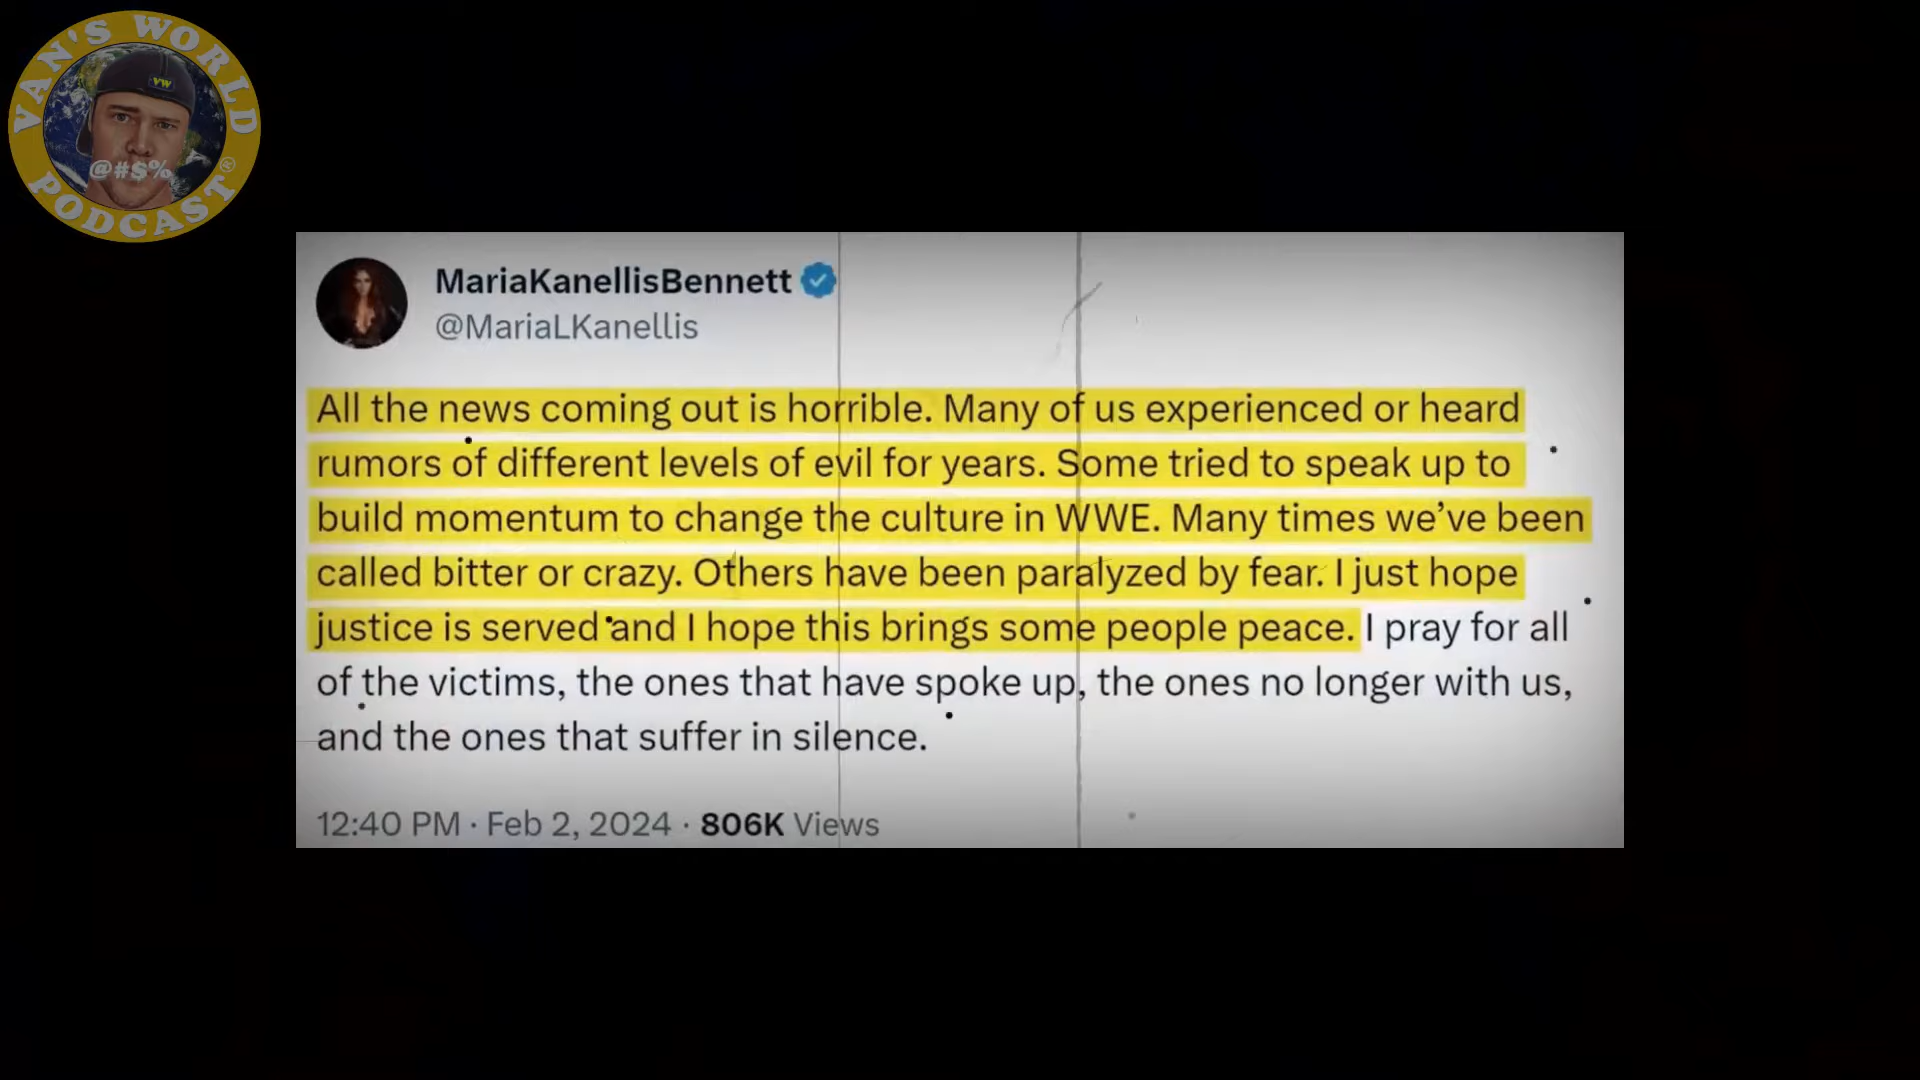 VAN'S WORLD
VW
@#$%
PODCAST®
MariaKanellisBennett
@MariaLKanellis
All the news coming out is horrible. Many of us experienced or heard
rumors of different levels of evil for years. Some tried to speak up to
build momentum to change the culture in WWE. Many times we’ve been
called bitter or crazy. Others have been paralyzed by fear. I just hope
justice is served and I hope this brings some people peace. I pray for all
of the victims, the ones that have spoke up, the ones no longer with us,
and the ones that suffer in silence.
12:40 PM · Feb 2, 2024 · 806K Views